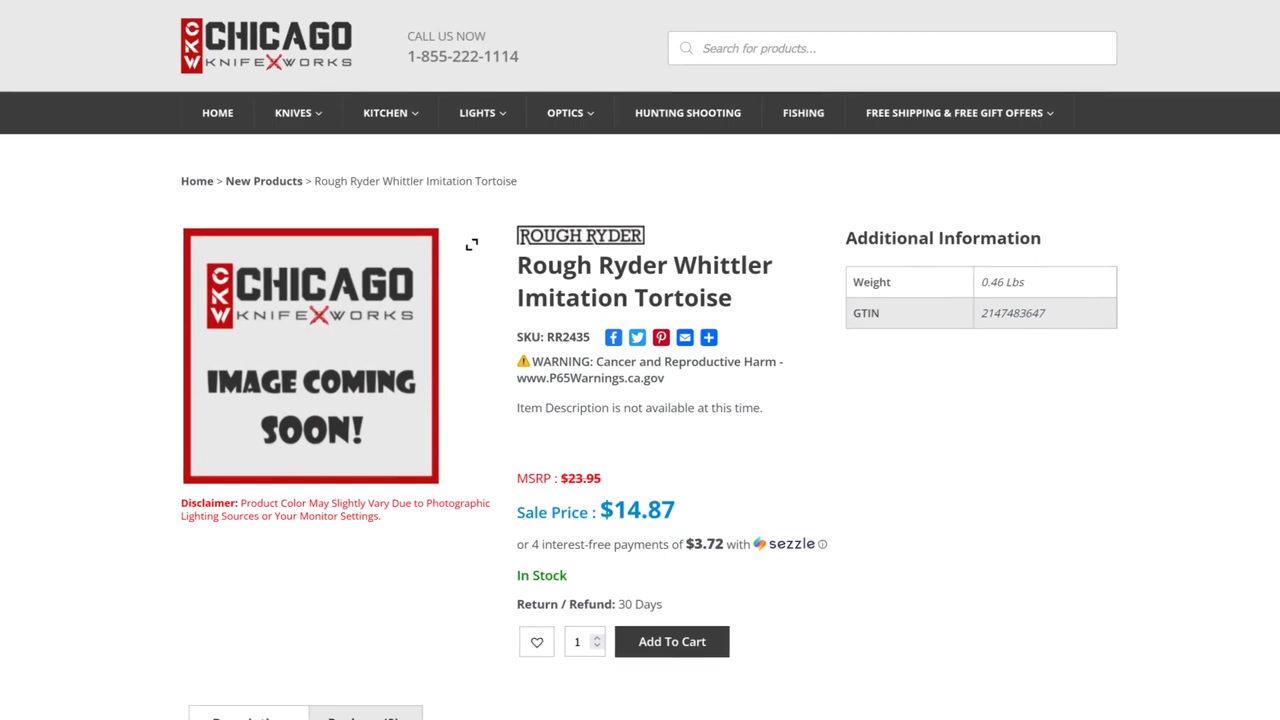 CKW CHICAGO
KNIFE WORKS
CALL US NOW
1-855-222-1114
Search for products...
HOME
KNIVES
KITCHEN
LIGHTS
OPTICS
HUNTING SHOOTING
FISHING
FREE SHIPPING & FREE GIFT OFFERS
Home > New Products > Rough Ryder Whittler Imitation Tortoise
CKW CHICAGO
KNIFE WORKS
IMAGE COMING
SOON!
Disclaimer: Product Color May Slightly Vary Due to Photographic
Lighting Sources or Your Monitor Settings.
ROUGH RYDER
Rough Ryder Whittler
Imitation Tortoise
SKU: RR2435
WARNING: Cancer and Reproductive Harm -
www.P65Warnings.ca.gov
Item Description is not available at this time.
MSRP : $23.95
Sale Price : $14.87
or 4 interest-free payments of $3.72 with sezzle
In Stock
Return / Refund: 30 Days
1
Add To Cart
Additional Information
Weight 0.46 Lbs
GTIN 2147483647